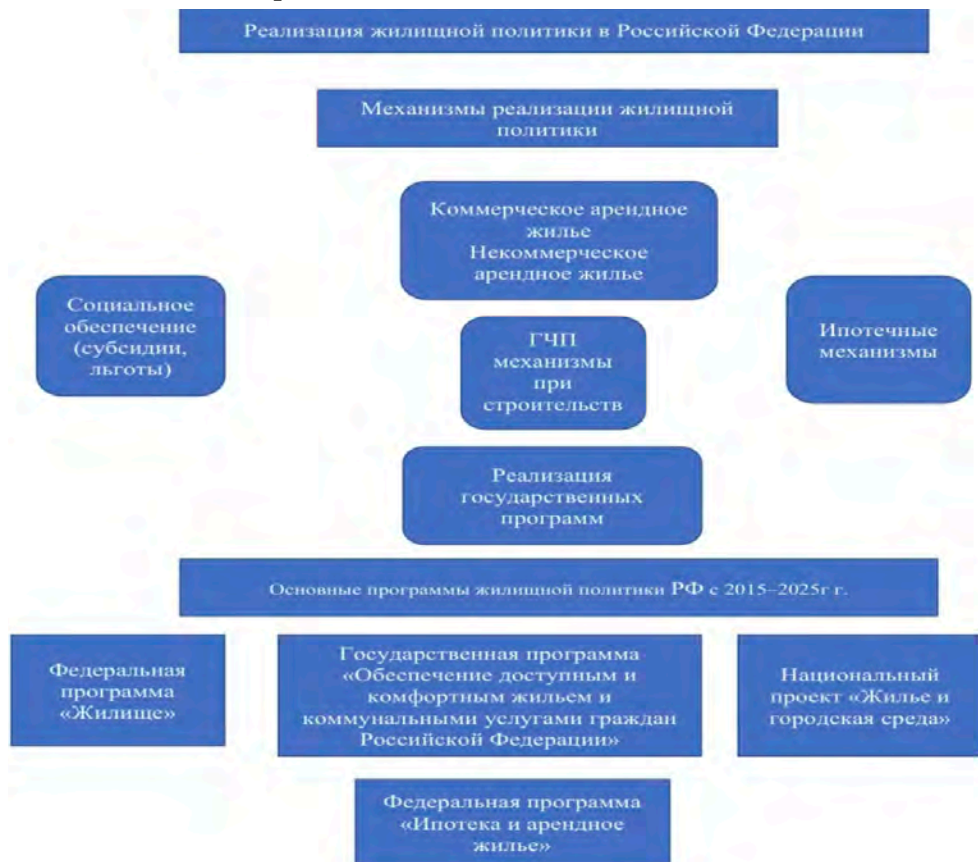 Реализация жилищной политики в Российской Федерации
Механизмы реализации жилищной
политики
Коммерческое арендное
жилье
Некоммерческое
арендное жилье
Социальное
обеспечение
(субсидии,
льготы)
ГЧП
механизмы
при
строительств
Ипотечные
механизмы
Реализация
государственных
программ
Основные программы жилищной политики РФ с 2015–2025г г.
Федеральная
программа
«Жилище»
Государственная программа
«Обеспечение доступным и
комфортным жильем и
коммунальными услугами граждан
Российской Федерации»
Национальный
проект «Жилье и
городская среда»
Федеральная программа
«Ипотека и арендное
жилье»